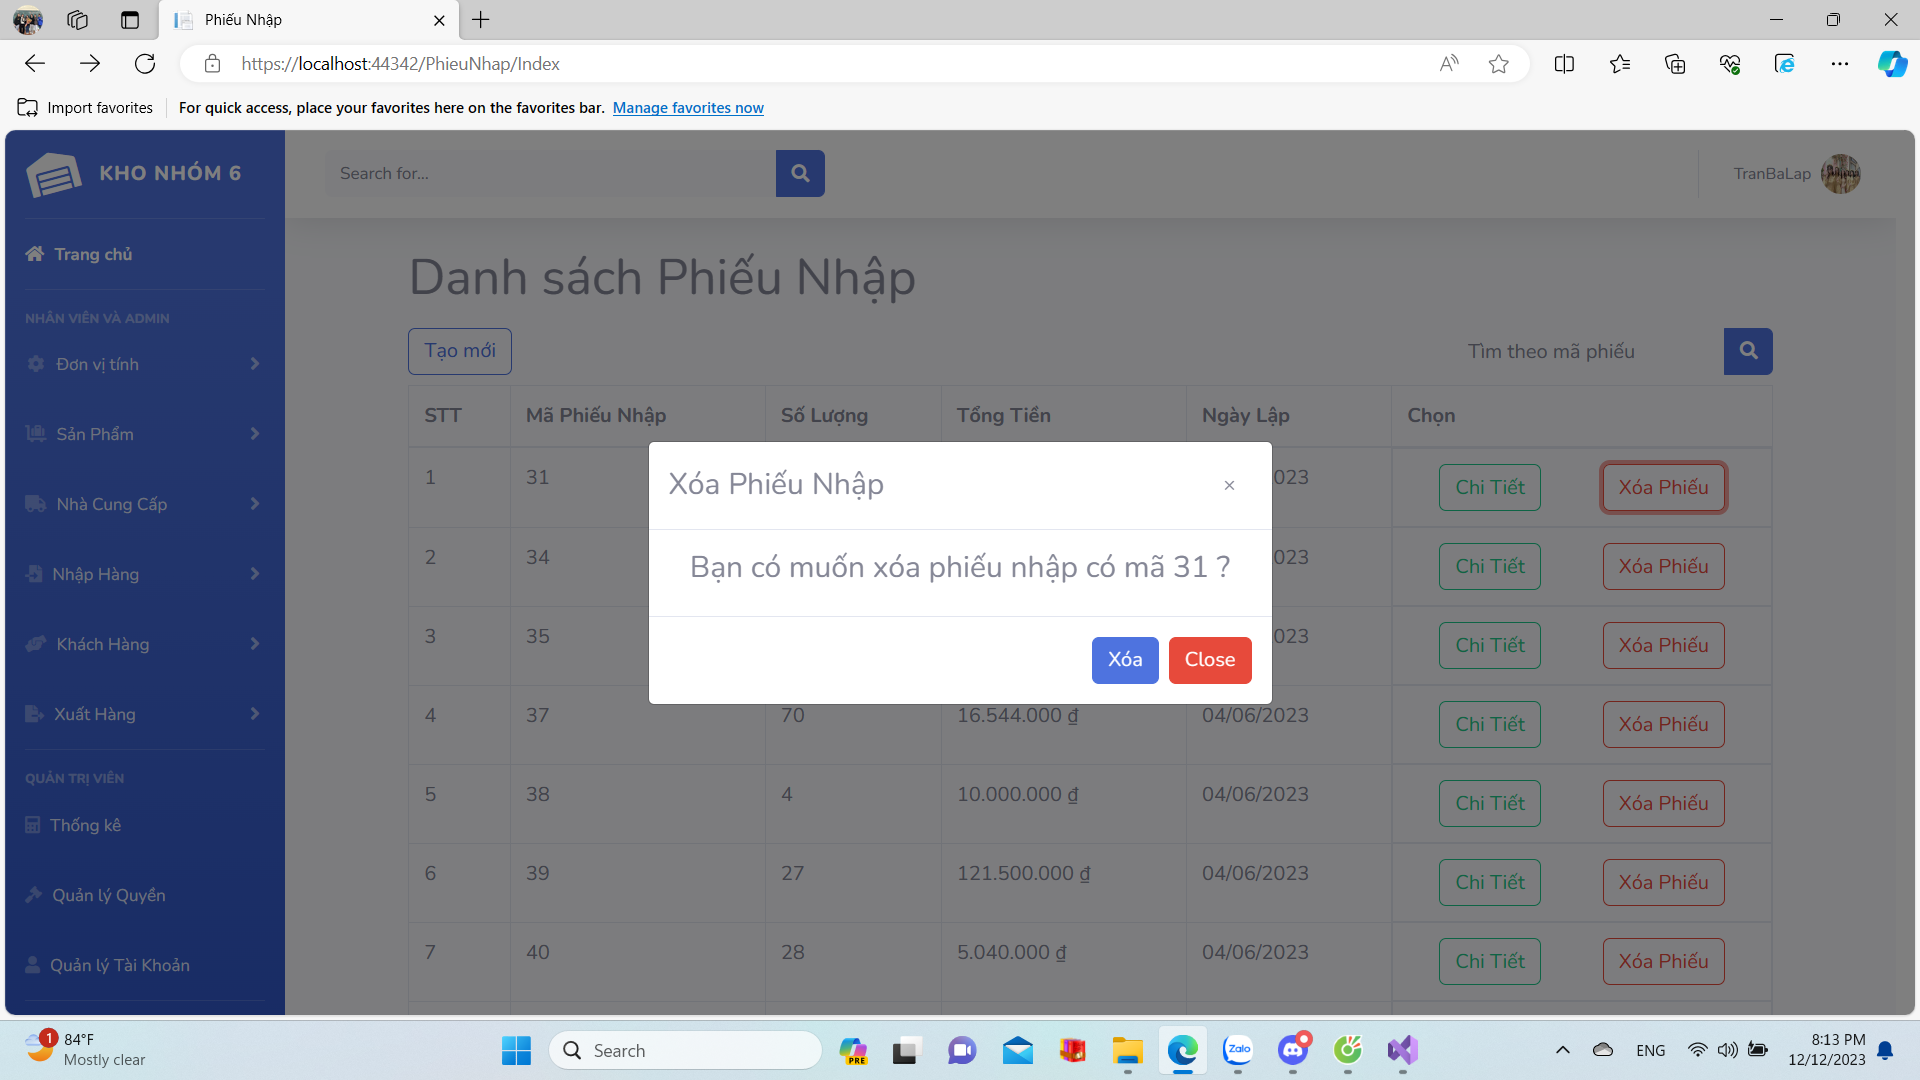 Phiếu Nhập
https://localhost:44342/PhieuNhap/Index
Import favorites
For quick access, place your favorites here on the favorites bar. Manage favorites now
KHO NHÓM 6
Search for...
TranBaLap
Trang chủ
NHÂN VIÊN VÀ ADMIN
Đơn vị tính
Sản Phẩm
Nhà Cung Cấp
Nhập Hàng
Khách Hàng
Xuất Hàng
QUẢN TRỊ VIÊN
Thống kê
Quản lý Quyền
Quản lý Tài Khoản
Danh sách Phiếu Nhập
Tạo mới
Tìm theo mã phiếu
STT Mã Phiếu Nhập Số Lượng Tổng Tiền Ngày Lập Chọn
1 31 023 Chi Tiết Xóa Phiếu
2 34 023 Chi Tiết Xóa Phiếu
3 35 023 Chi Tiết Xóa Phiếu
4 37 70 16.544.000 ₫ 04/06/2023 Chi Tiết Xóa Phiếu
5 38 4 10.000.000 ₫ 04/06/2023 Chi Tiết Xóa Phiếu
6 39 27 121.500.000 ₫ 04/06/2023 Chi Tiết Xóa Phiếu
7 40 28 5.040.000 ₫ 04/06/2023 Chi Tiết Xóa Phiếu
Xóa Phiếu Nhập
×
Bạn có muốn xóa phiếu nhập có mã 31 ?
Xóa Close
1
84°F
Mostly clear
Search
PRE
Zalo
ENG
8:13 PM
12/12/2023